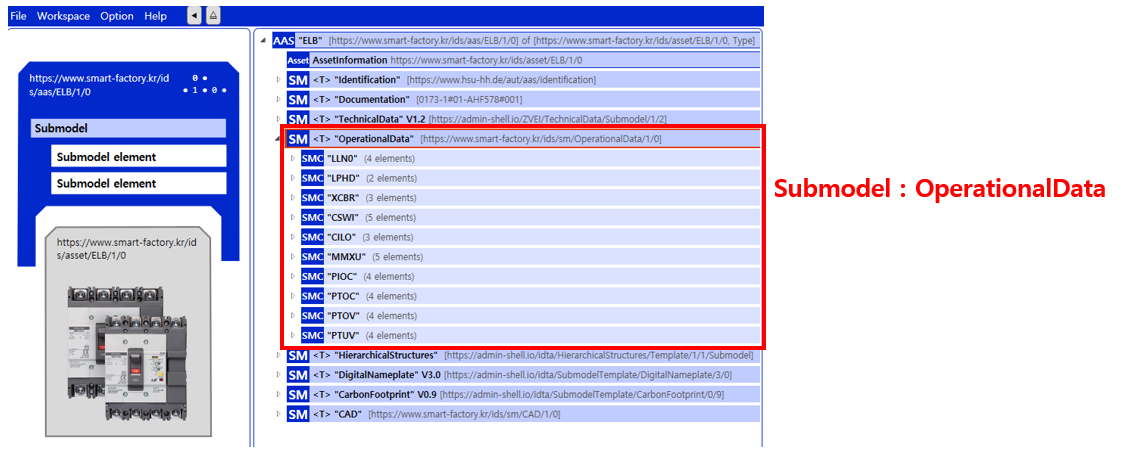 File Workspace Option Help
https://www.smart-factory.kr/id
s/aas/ELB/1/0
0
1 0
Submodel
Submodel element
Submodel element
https://www.smart-factory.kr/id
s/asset/ELB/1/0
AAS "ELB" [https://www.smart-factory.kr/ids/aas/ELB/1/0] of [https://www.smart-factory.kr/ids/asset/ELB/1/0, Type]
Asset AssetInformation https://www.smart-factory.kr/ids/asset/ELB/1/0
SM <T> "Identification" [https://www.hsu-hh.de/aut/aas/identification]
SM <T> "Documentation" [0173-1#01-AHF578#001]
SM <T> "TechnicalData" V1.2 [https://admin-shell.io/ZVEI/TechnicalData/Submodel/1/2]
SM <T> "OperationalData" [https://www.smart-factory.kr/ids/sm/OperationalData/1/0]
SMC "LLN0" (4 elements)
SMC "LPHD" (2 elements)
SMC "XCBR" (3 elements)
SMC "CSWI" (5 elements)
SMC "CILO" (3 elements)
SMC "MMXU" (5 elements)
SMC "PIOC" (4 elements)
SMC "PTOC" (4 elements)
SMC "PTOV" (4 elements)
SMC "PTUV" (4 elements)
SM <T> "HierarchicalStructures" [https://admin-shell.io/idta/HierarchicalStructures/Template/1/1/Submodel]
SM <T> "DigitalNameplate" V3.0 [https://admin-shell.io/idta/SubmodelTemplate/DigitalNameplate/3/0]
SM <T> "CarbonFootprint" V0.9 [https://admin-shell.io/idta/SubmodelTemplate/CarbonFootprint/0/9]
SM <T> "CAD" [https://www.smart-factory.kr/ids/sm/CAD/1/0]
Submodel : OperationalData